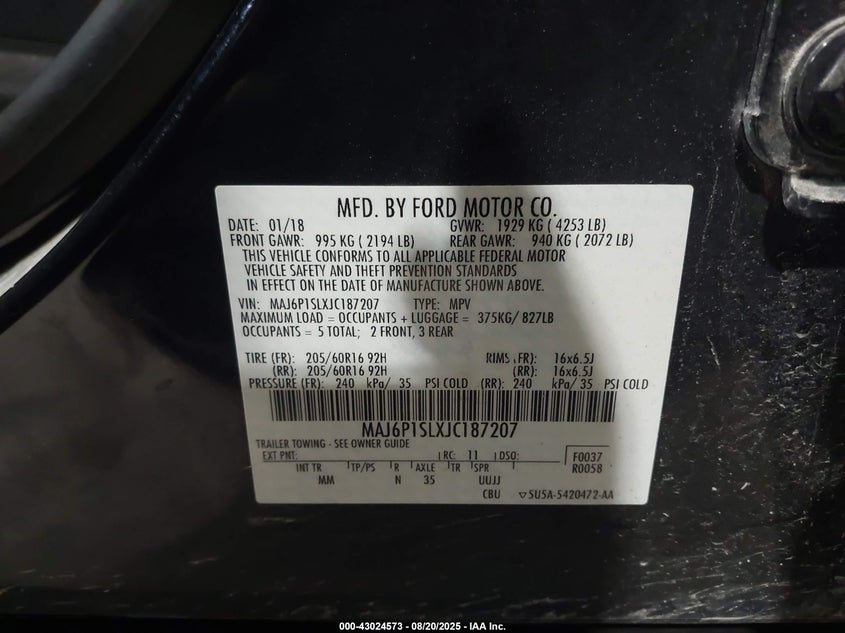 MFD. BY FORD MOTOR CO.
DATE: 01/18 GVWR: 1929 KG ( 4253 LB)
FRONT GAWR: 995 KG ( 2194 LB) REAR GAWR: 940 KG ( 2072 LB)
THIS VEHICLE CONFORMS TO ALL APPLICABLE FEDERAL MOTOR
VEHICLE SAFETY AND THEFT PREVENTION STANDARDS
IN EFFECT ON THE DATE OF MANUFACTURE SHOWN ABOVE.
VIN: MAJ6P1SLXJC187207 TYPE: MPV
MAXIMUM LOAD = OCCUPANTS + LUGGAGE = 375KG/ 827LB
OCCUPANTS = 5 TOTAL; 2 FRONT, 3 REAR
TIRE (FR): 205/60R16 92H RIMS (FR): 16x6.5J
(RR): 205/60R16 92H (RR): 16x6.5J
PRESSURE (FR): 240 kPa/ 35 PSI COLD (RR): 240 kPa/ 35 PSI COLD
MAJ6P1SLXJC187207
TRAILER TOWING - SEE OWNER GUIDE
EXT PNT: RC: 11 DSO: F0037
INT TR TP/PS R AXLE TR SPR R0058
MM N 35 UUJJ
CBU 5U5A-5420472-AA
000-43024573 - 08/20/2025 - IAA Inc.